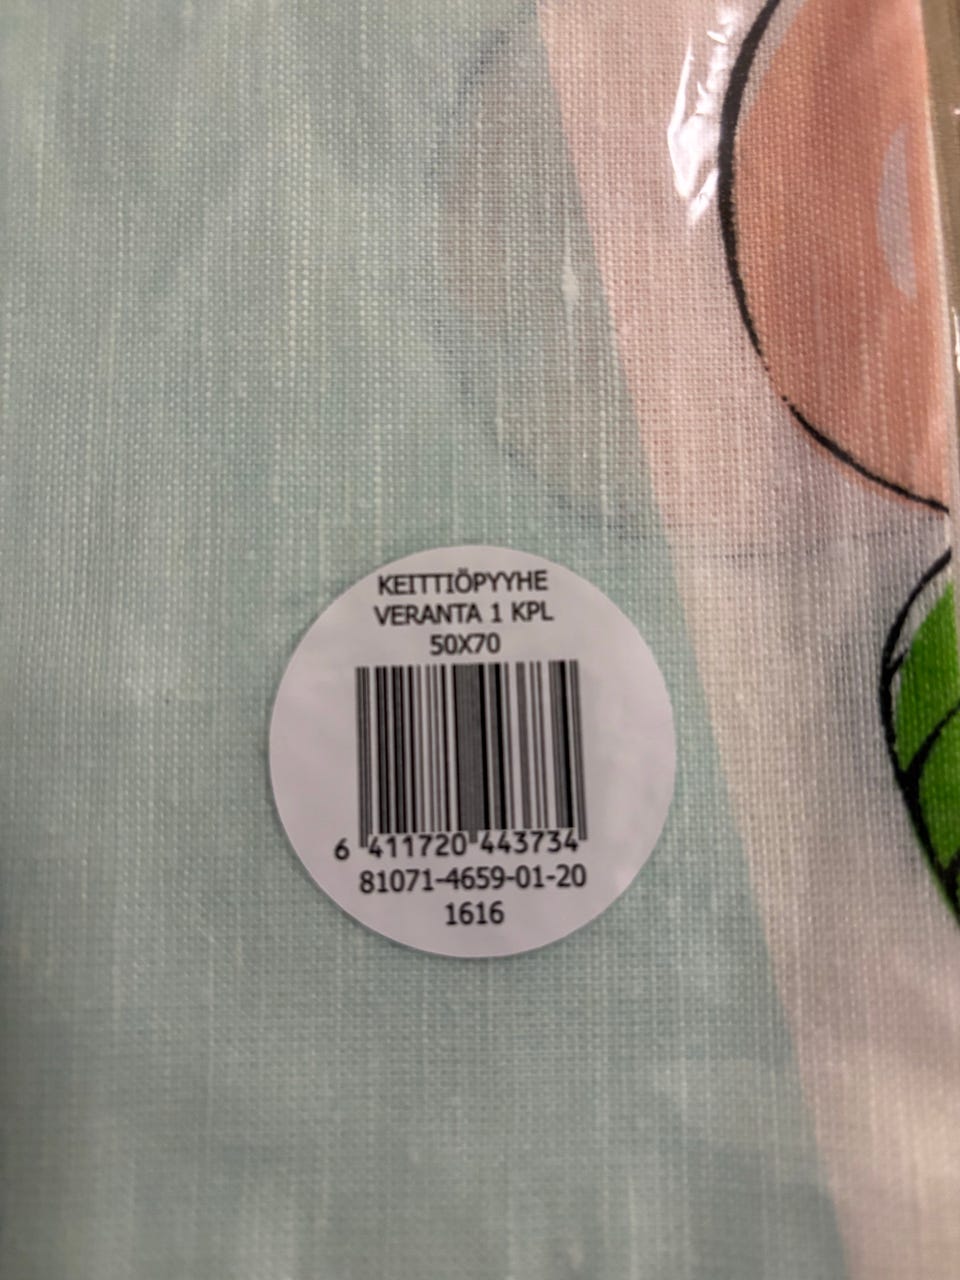 KEITTIÖPYYHE
VERANTA 1 KPL
50X70
6 411720 443734
81071-4659-01-20
1616